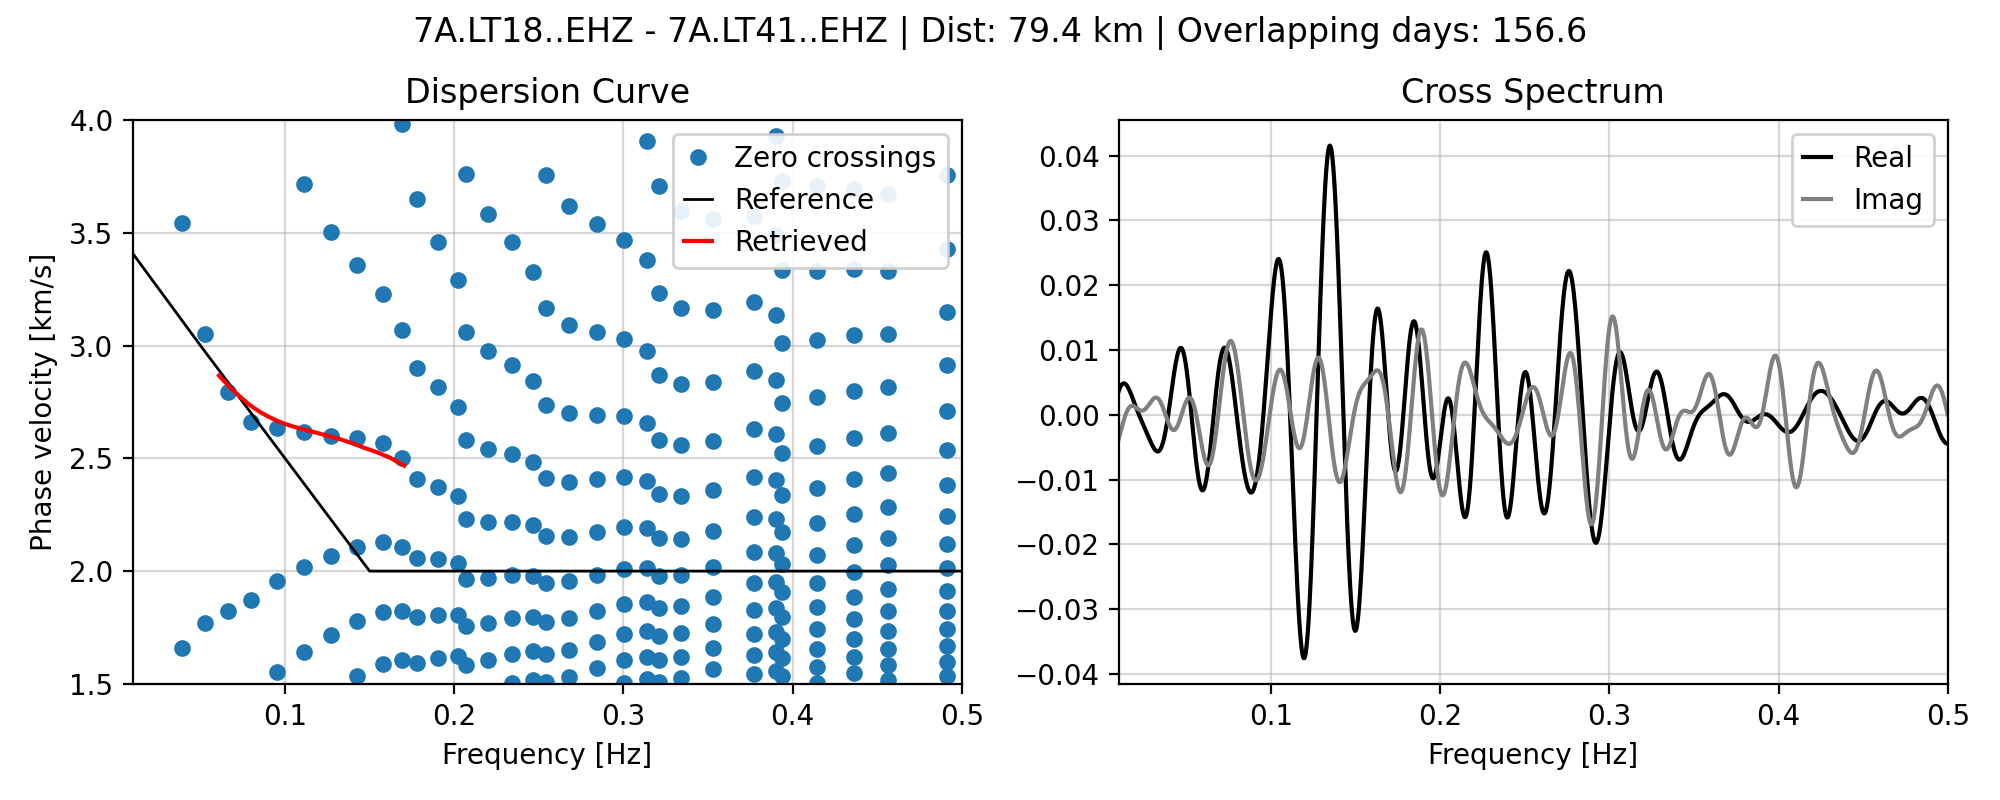 7A.LT18..EHZ - 7A.LT41..EHZ | Dist: 79.4 km | Overlapping days: 156.6
Dispersion Curve
4.0
3.5
3.0
2.5
2.0
1.5
Phase velocity [km/s]
0.1
0.2
0.3
0.4
0.5
Frequency [Hz]
Zero crossings
Reference
Retrieved
Cross Spectrum
0.04
0.03
0.02
0.01
0.00
−0.01
−0.02
−0.03
−0.04
0.1
0.2
0.3
0.4
0.5
Frequency [Hz]
Real
Imag